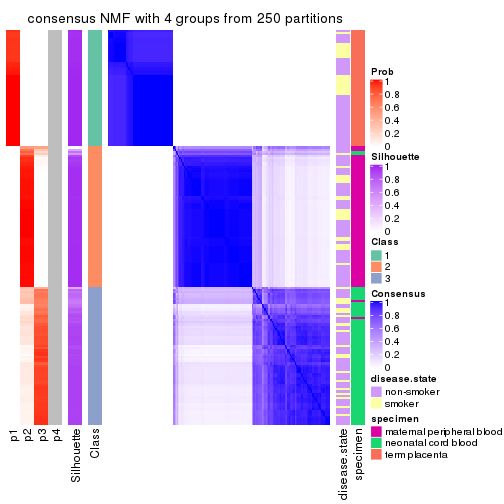 consensus NMF with 4 groups from 250 partitions
Prob
1
0.8
0.6
0.4
0.2
0
Silhouette
1
0.8
0.6
0.4
0.2
0
Class
1
2
3
Consensus
1
0.8
0.6
0.4
0.2
0
disease.state
non-smoker
smoker
specimen
maternal peripheral blood
neonatal cord blood
term placenta
p1
p2
p3
p4
Silhouette
Class
disease.state
specimen